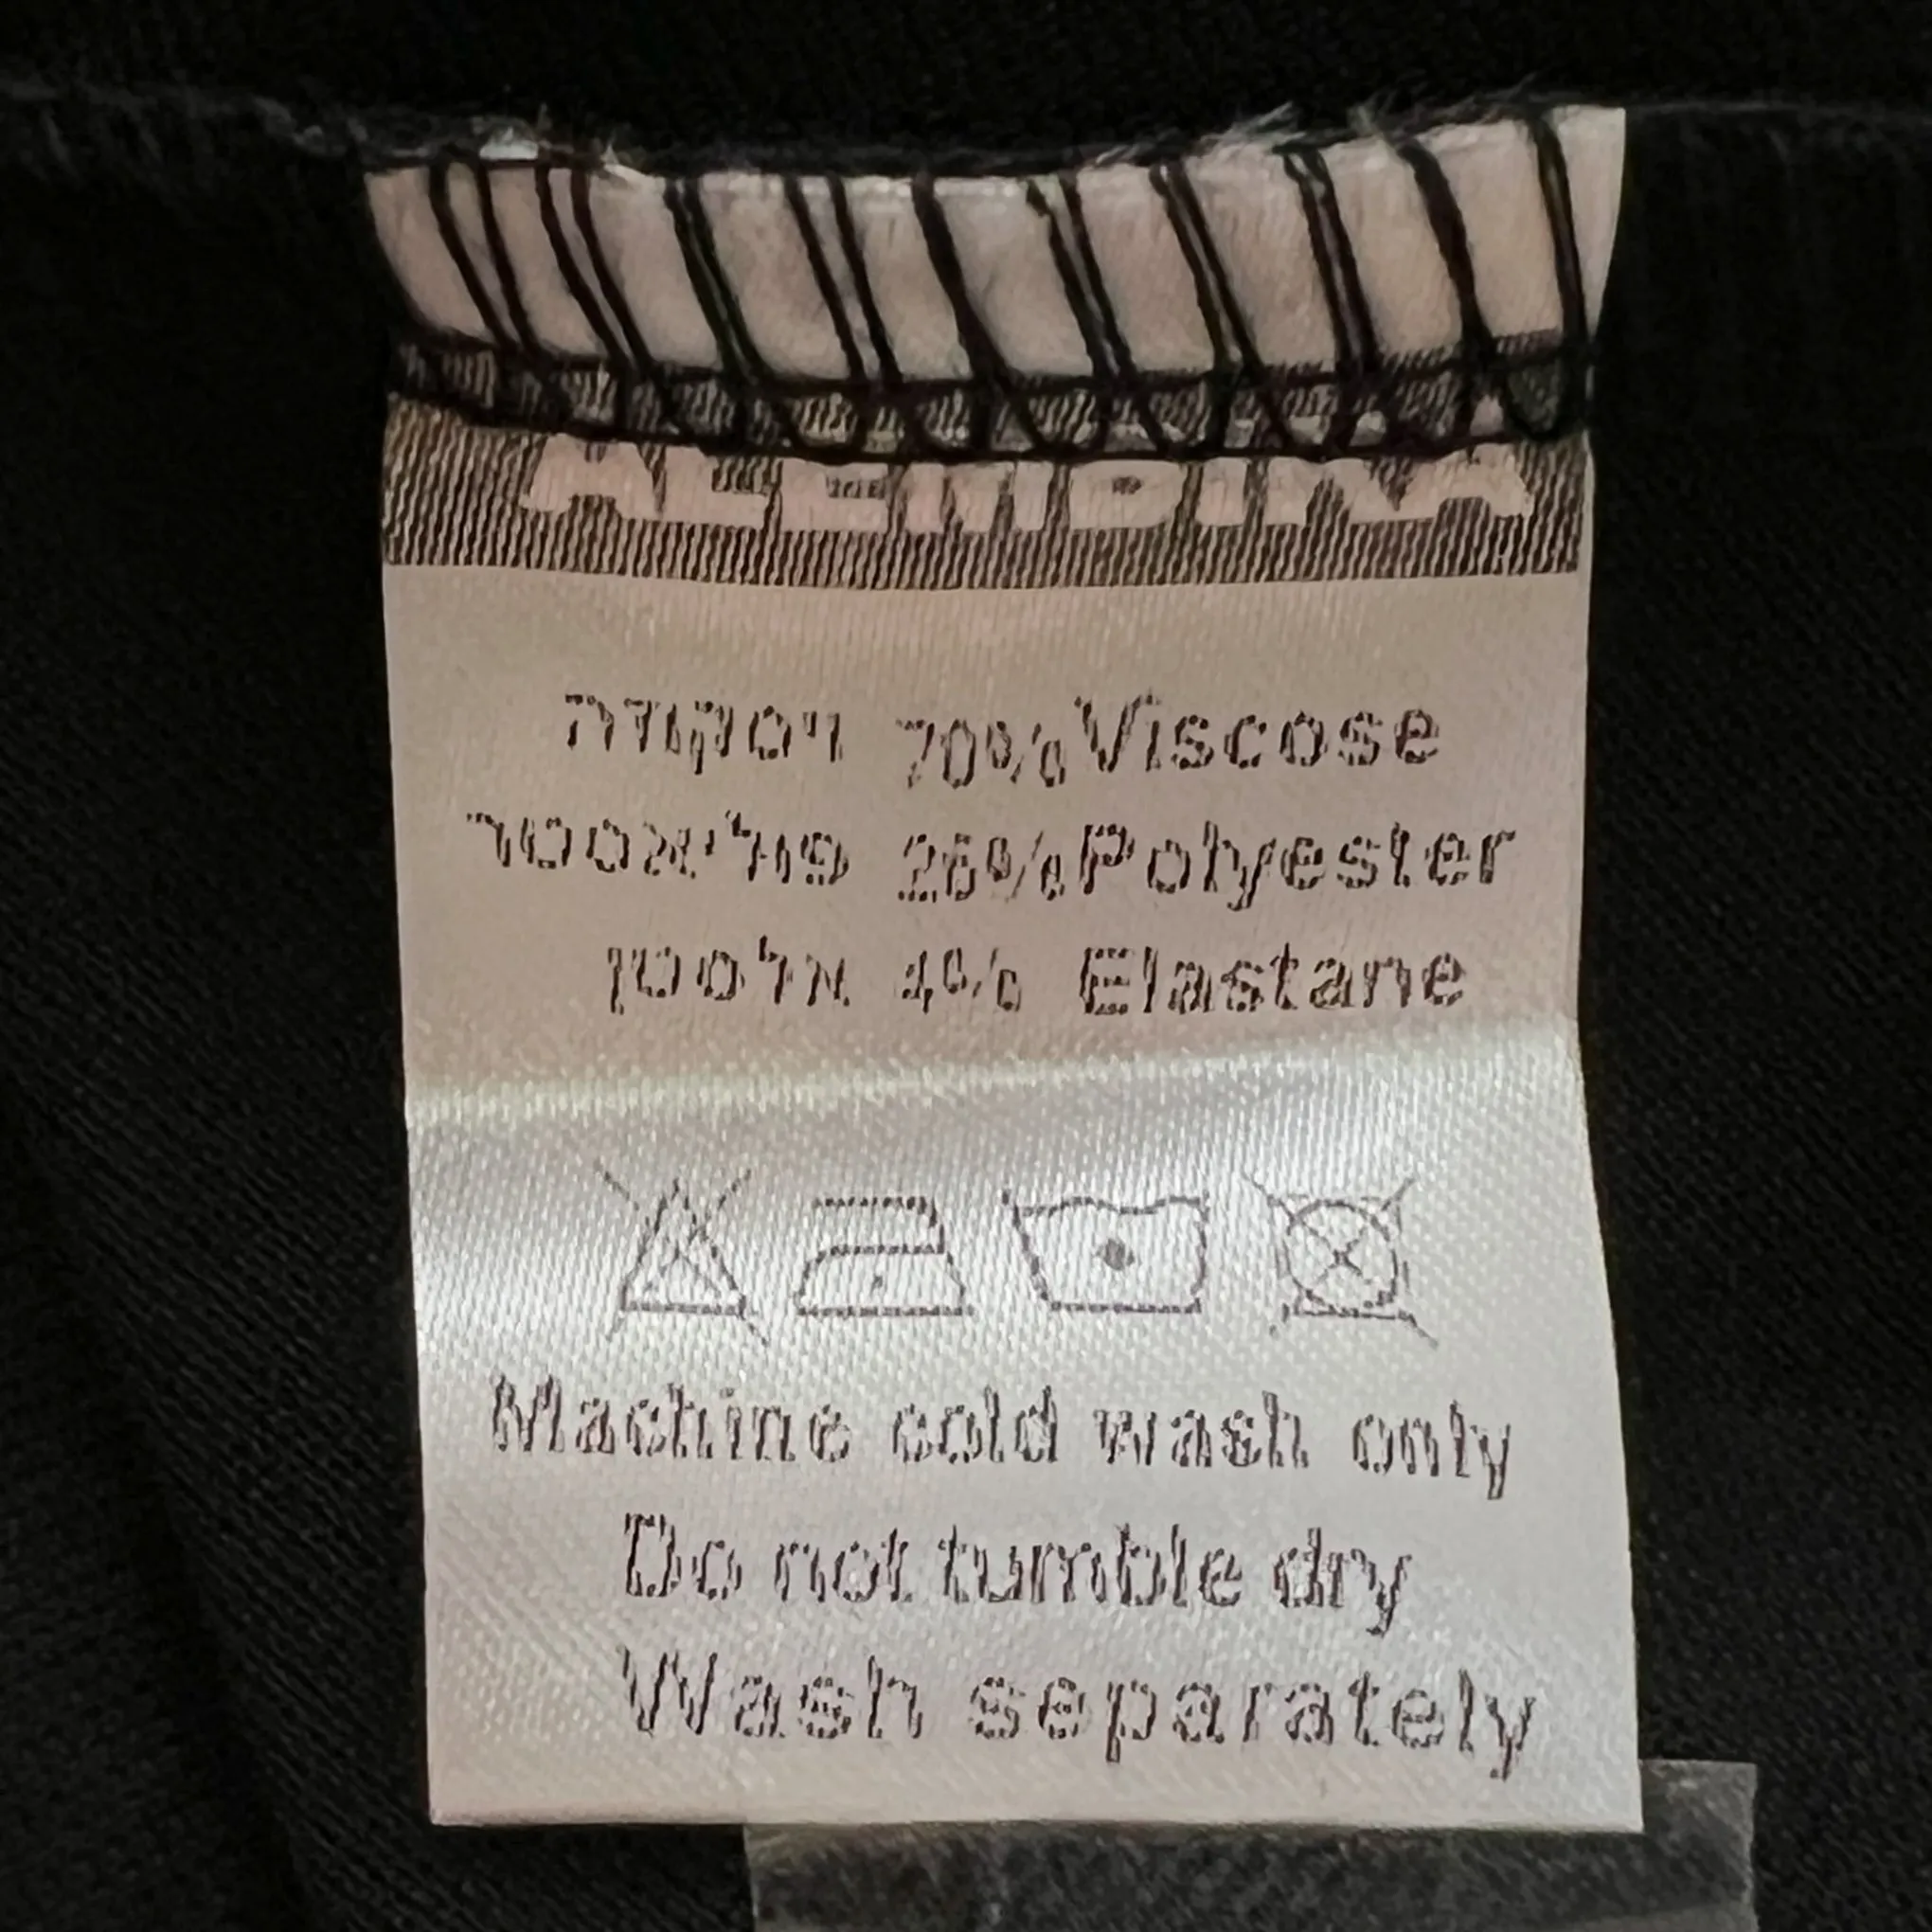 ויסקוזה 70%Viscose
פוליאסטר 26%Polyester
אלסטן 4% Elastane
Machine cold wash only
Do not tumble dry
Wash separately